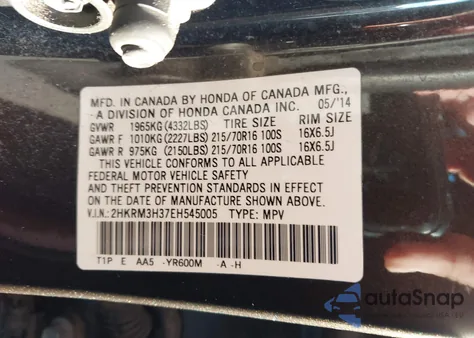 MFD. IN CANADA BY HONDA OF CANADA MFG.,
-A DIVISION OF HONDA CANADA INC. 05/'14
GVWR 1965KG(4332LBS) TIRE SIZE RIM SIZE
GAWR F 1010KG(2227LBS) 215/70R16 100S 16X6.5J
GAWR R 975KG(2150LBS) 215/70R16 100S 16X6.5J
THIS VEHICLE CONFORMS TO ALL APPLICABLE
FEDERAL MOTOR VEHICLE SAFETY
AND THEFT PREVENTION STANDARDS IN EFFECT
ON THE DATE OF MANUFACTURE SHOWN ABOVE.
V.I.N.:2HKRM3H37EH545005 TYPE: MPV
T1P E AA5 -YR600M -A -H
autoSnap